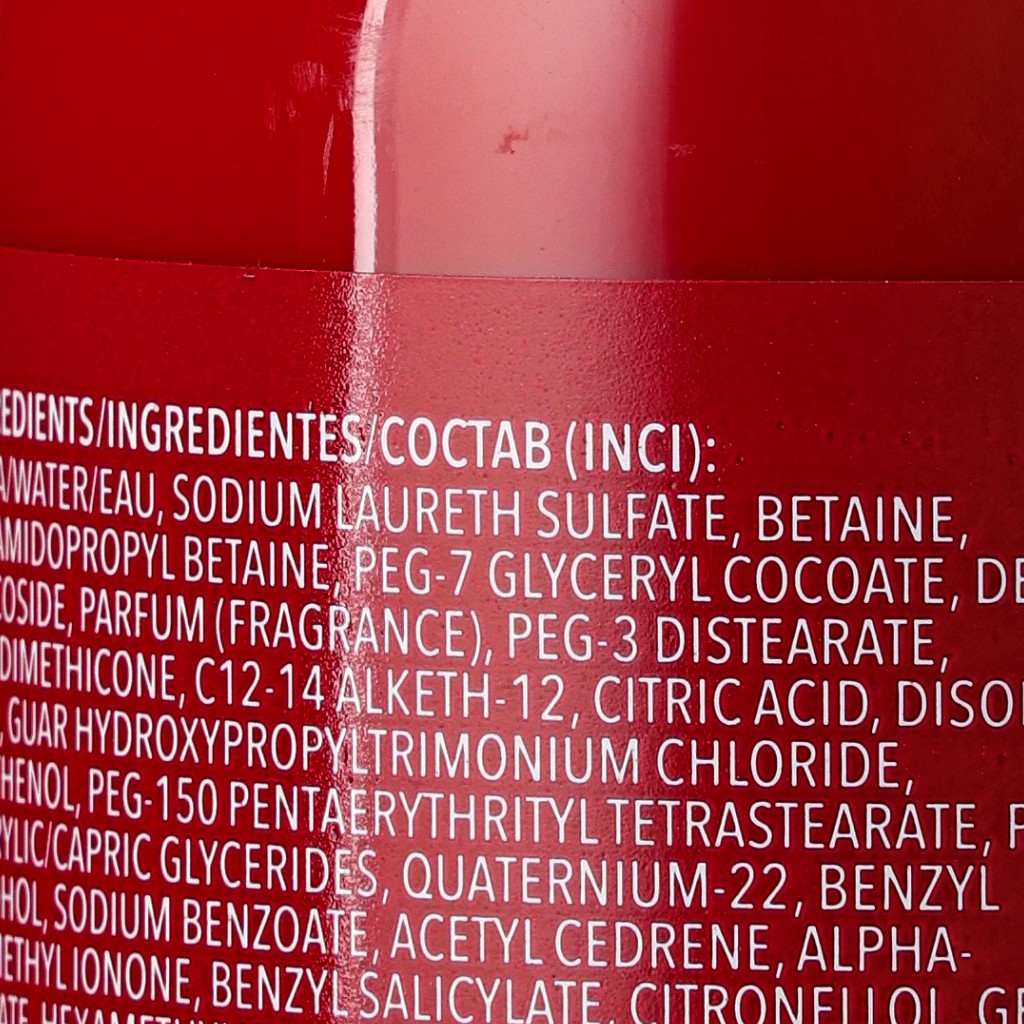 EDIENTS/INGREDIENTES/COCTAB (INCI):
A/WATER/EAU, SODIUM LAURETH SULFATE, BETAINE,
AMIDOPROPYL BETAINE, PEG-7 GLYCERYL COCOATE, DE
COSIDE, PARFUM (FRAGRANCE), PEG-3 DISTEARATE,
DIMETHICONE, C12-14 ALKETH-12, CITRIC ACID, DISO
, GUAR HYDROXYPROPYLTRIMONIUM CHLORIDE,
HENOL, PEG-150 PENTAERYTHRITYL TETRASTEARATE, P
YLIC/CAPRIC GLYCERIDES, QUATERNIUM-22, BENZYL
HOL, SODIUM BENZOATE, ACETYL CEDRENE, ALPHA-
ETHYL IONONE, BENZYL SALICYLATE, CITRONELLOL, GE